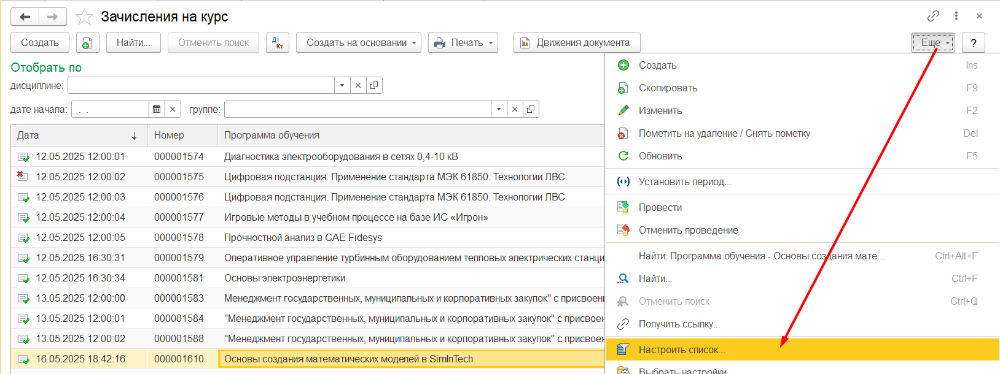 Зачисления на курс
Создать Найти... Отменить поиск Дт Кт Создать на основании Печать Движения документа Еще ?
Отобрать по
дисциплине:
дате начала: . . группе:
Дата Номер Программа обучения
12.05.2025 12:00:01 000001574 Диагностика электрооборудования в сетях 0,4-10 кВ
12.05.2025 12:00:02 000001575 Цифровая подстанция. Применение стандарта МЭК 61850. Технологии ЛВС
12.05.2025 12:00:03 000001576 Цифровая подстанция. Применение стандарта МЭК 61850. Технологии ЛВС
12.05.2025 12:00:04 000001577 Игровые методы в учебном процессе на базе ИС «Игрон»
12.05.2025 12:00:05 000001578 Прочностной анализ в CAE Fidesys
12.05.2025 16:30:31 000001579 Оперативное управление турбинным оборудованием тепловых электрических станци
12.05.2025 16:30:34 000001581 Основы электроэнергетики
13.05.2025 12:00:00 000001583 Менеджмент государственных, муниципальных и корпоративных закупок" с присвоени
13.05.2025 12:00:01 000001584 "Менеджмент государственных, муниципальных и корпоративных закупок" с присвоен
13.05.2025 12:00:02 000001588 "Менеджмент государственных, муниципальных и корпоративных закупок" с присвоен
16.05.2025 18:42:16 000001610 Основы создания математических моделей в SimInTech
Создать Ins
Скопировать F9
Изменить F2
Пометить на удаление / Снять пометку Del
Обновить F5
Установить период...
Провести
Отменить проведение
Найти: Программа обучения - Основы создания мате... Ctrl+Alt+F
Найти... Ctrl+F
Отменить поиск Ctrl+Q
Получить ссылку...
Настроить список...
Выбрать настройки